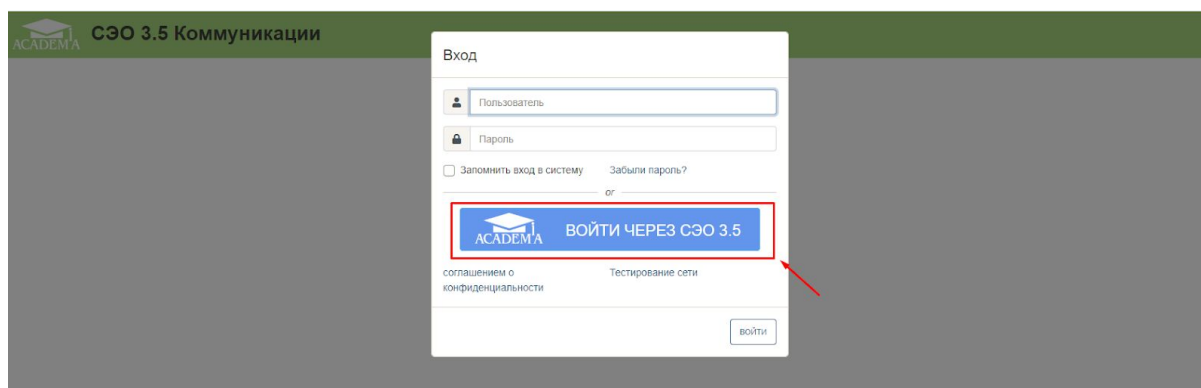 ACADEM'A СЭО 3.5 Коммуникации
Вход
Пользователь
Пароль
Запомнить вход в систему Забыли пароль?
or
ACADEM'A ВОЙТИ ЧЕРЕЗ СЭО 3.5
соглашением о Тестирование сети
конфиденциальности
войти